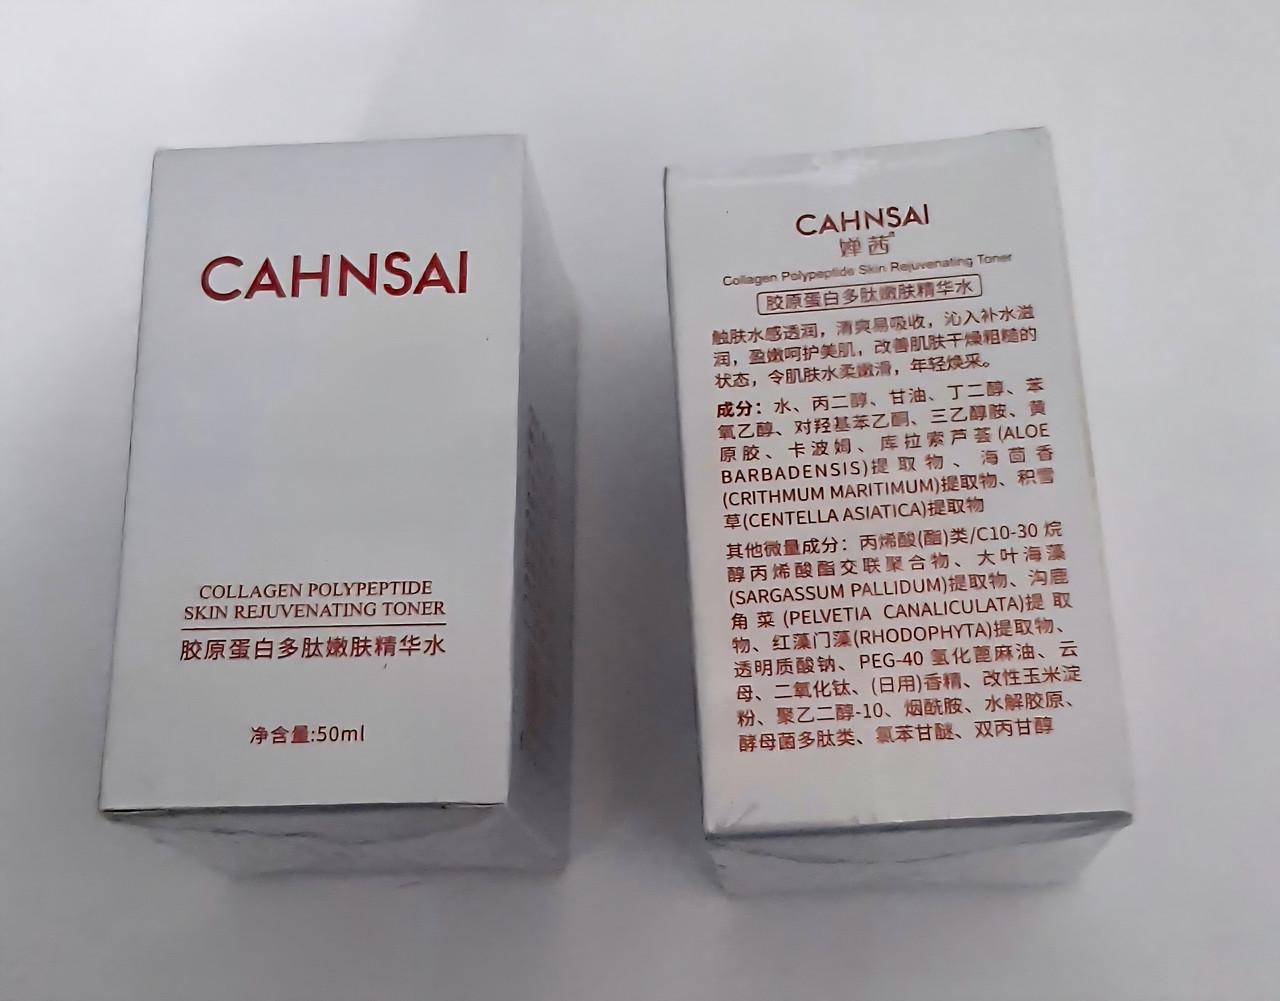 CAHNSAI
COLLAGEN POLYPEPTIDE
SKIN REJUVENATING TONER
胶原蛋白多肽嫩肤精华水
净含量:50ml
CAHNSAI
婵茜
Collagen Polypeptide Skin Rejuvenating Toner
胶原蛋白多肽嫩肤精华水
触肤水感透润，清爽易吸收，沁入补水滋
润，盈嫩呵护美肌，改善肌肤干燥粗糙的
状态，令肌肤水柔嫩滑，年轻焕采。
成分：水、丙二醇、甘油、丁二醇、苯
氧乙醇、对羟基苯乙酮、三乙醇胺、黄
原胶、卡波姆、库拉索芦荟(ALOE
BARBADENSIS)提取物、海茴香
(CRITHMUM MARITIMUM)提取物、积雪
草(CENTELLA ASIATICA)提取物
其他微量成分：丙烯酸(酯)类/C10-30 烷
醇丙烯酸酯交联聚合物、大叶海藻
(SARGASSUM PALLIDUM)提取物、沟鹿
角菜(PELVETIA CANALICULATA)提取
物、红藻门藻(RHODOPHYTA)提取物、
透明质酸钠、PEG-40 氢化蓖麻油、云
母、二氧化钛、(日用)香精、改性玉米淀
粉、聚乙二醇-10、烟酰胺、水解胶原、
酵母菌多肽类、氯苯甘醚、双丙甘醇